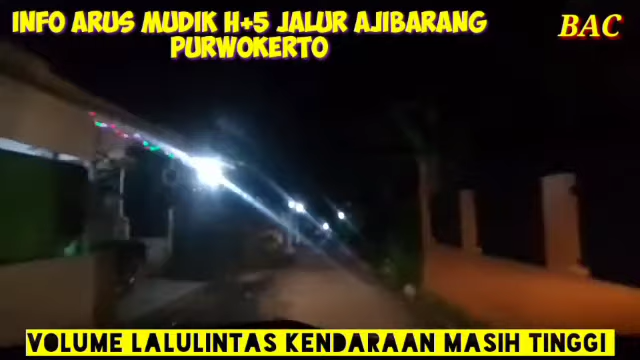 INFO ARUS MUDIK H+5 JALUR AJIBARANG
PURWOKERTO
BAC
VOLUME LALULINTAS KENDARAAN MASIH TINGGI